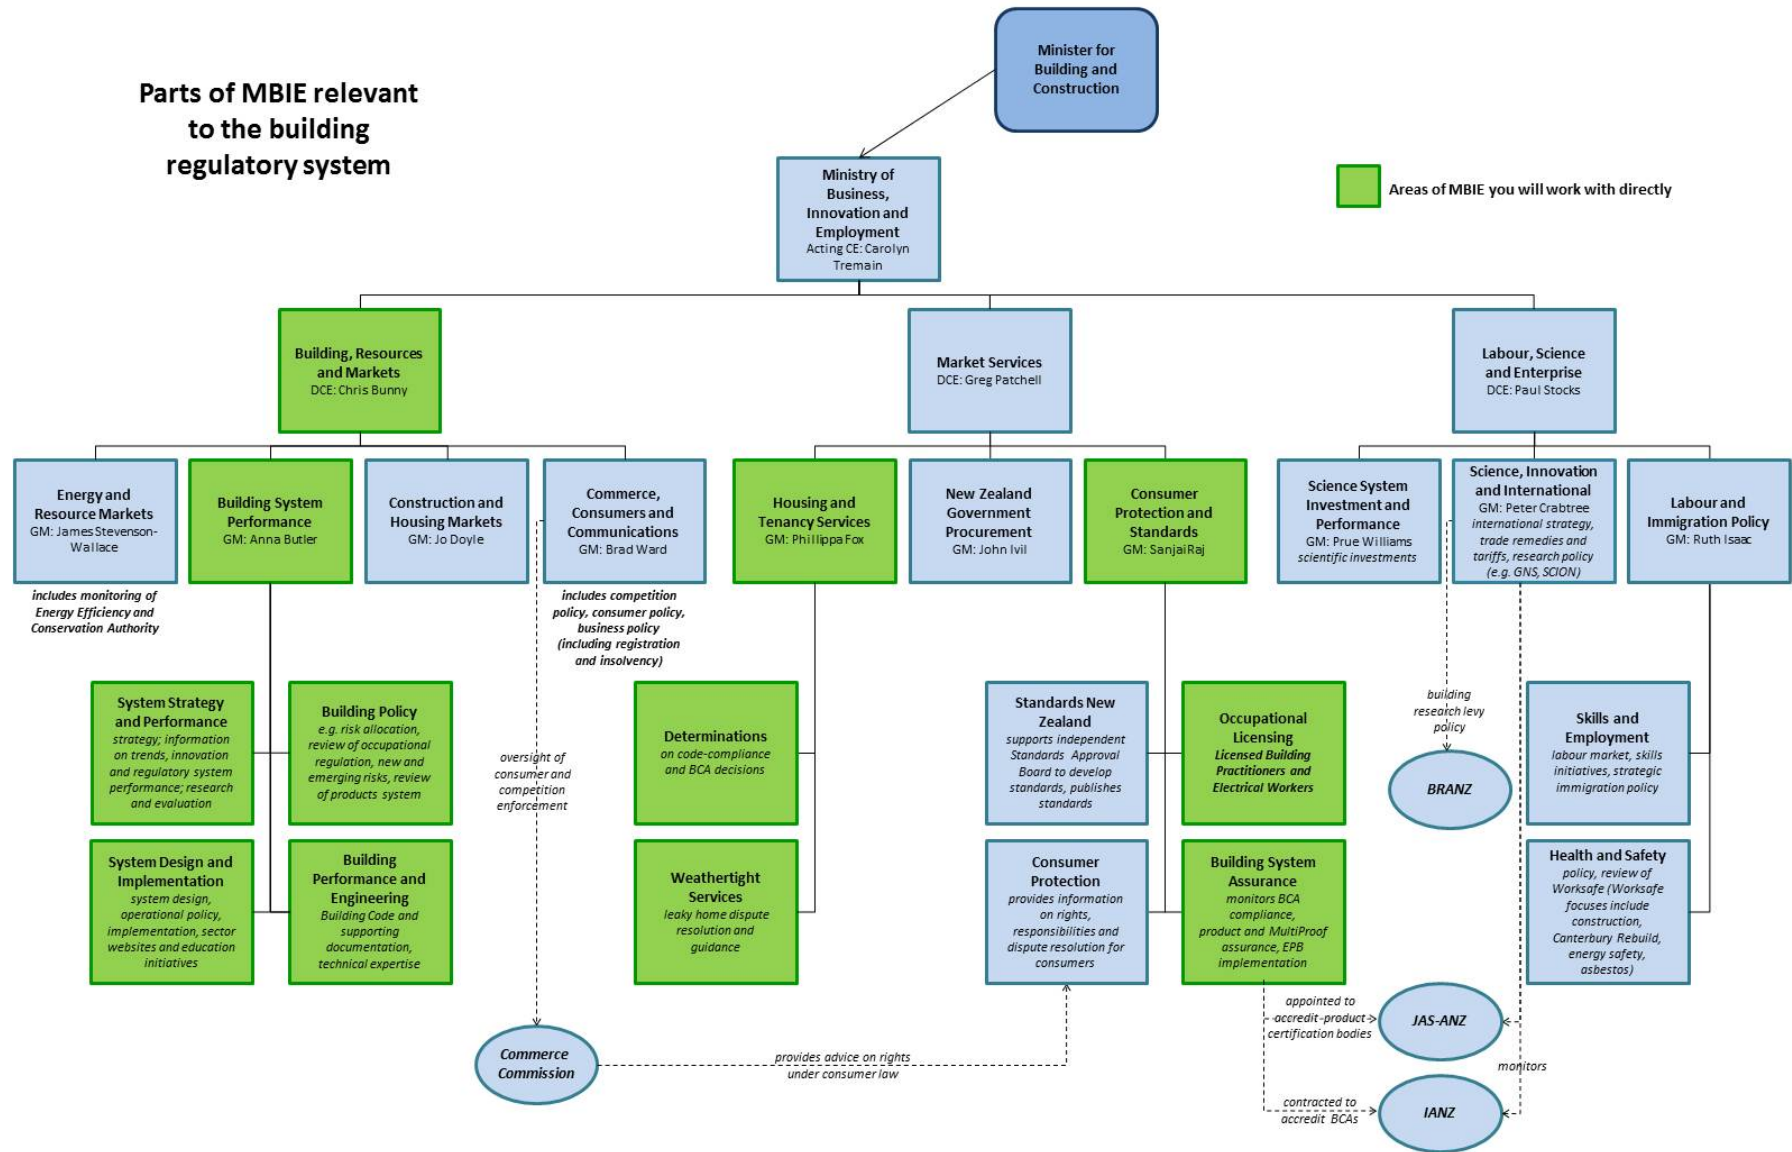 Parts of MBIE relevant
to the building
regulatory system
Minister for
Building and
Construction
Ministry of
Business,
Innovation and
Employment
Acting CE: Carolyn
Tremain
Areas of MBIE you will work with directly
Building, Resources
and Markets
DCE: Chris Bunny
Market Services
DCE: Greg Patchell
Labour, Science
and Enterprise
DCE: Paul Stocks
Energy and
Resource Markets
GM: James Stevenson-
Wallace
includes monitoring of
Energy Efficiency and
Conservation Authority
Building System
Performance
GM: Anna Butler
Construction and
Housing Markets
GM: Jo Doyle
Commerce,
Consumers and
Communications
GM: Brad Ward
includes competition
policy, consumer policy,
business policy
(including registration
and insolvency)
Housing and
Tenancy Services
GM: Phillippa Fox
New Zealand
Government
Procurement
GM: John Ivil
Consumer
Protection and
Standards
GM: Sanjai Raj
Science System
Investment and
Performance
GM: Prue Williams
scientific investments
Science, Innovation
and International
GM: Peter Crabtree
international strategy,
trade remedies and
tariffs, research policy
(e.g. GNS, SCION)
Labour and
Immigration Policy
GM: Ruth Isaac
System Strategy
and Performance
strategy; information
on trends, innovation
and regulatory system
performance; research
and evaluation
Building Policy
e.g. risk allocation,
review of occupational
regulation, new and
emerging risks, review
of products system
oversight of
consumer and
competition
enforcement
Determinations
on code-compliance
and BCA decisions
Standards New
Zealand
supports independent
Standards Approval
Board to develop
standards, publishes
standards
Occupational
Licensing
Licensed Building
Practitioners and
Electrical Workers
building
research levy
policy
BRANZ
Skills and
Employment
labour market, skills
initiatives, strategic
immigration policy
System Design and
Implementation
system design,
operational policy,
implementation, sector
websites and education
initiatives
Building
Performance and
Engineering
Building Code and
supporting
documentation,
technical expertise
Weathertight
Services
leaky home dispute
resolution and
guidance
Consumer
Protection
provides information
on rights,
responsibilities and
dispute resolution for
consumers
Building System
Assurance
monitors BCA
compliance,
product and MultiProof
assurance, EPB
implementation
Health and Safety
policy, review of
Worksafe (Worksafe
focuses include
construction,
Canterbury Rebuild,
energy safety,
asbestos)
Commerce
Commission
provides advice on rights
under consumer law
appointed to
accredit-product
certification bodies
JAS-ANZ
monitors
contracted to
accredit BCAs
IANZ